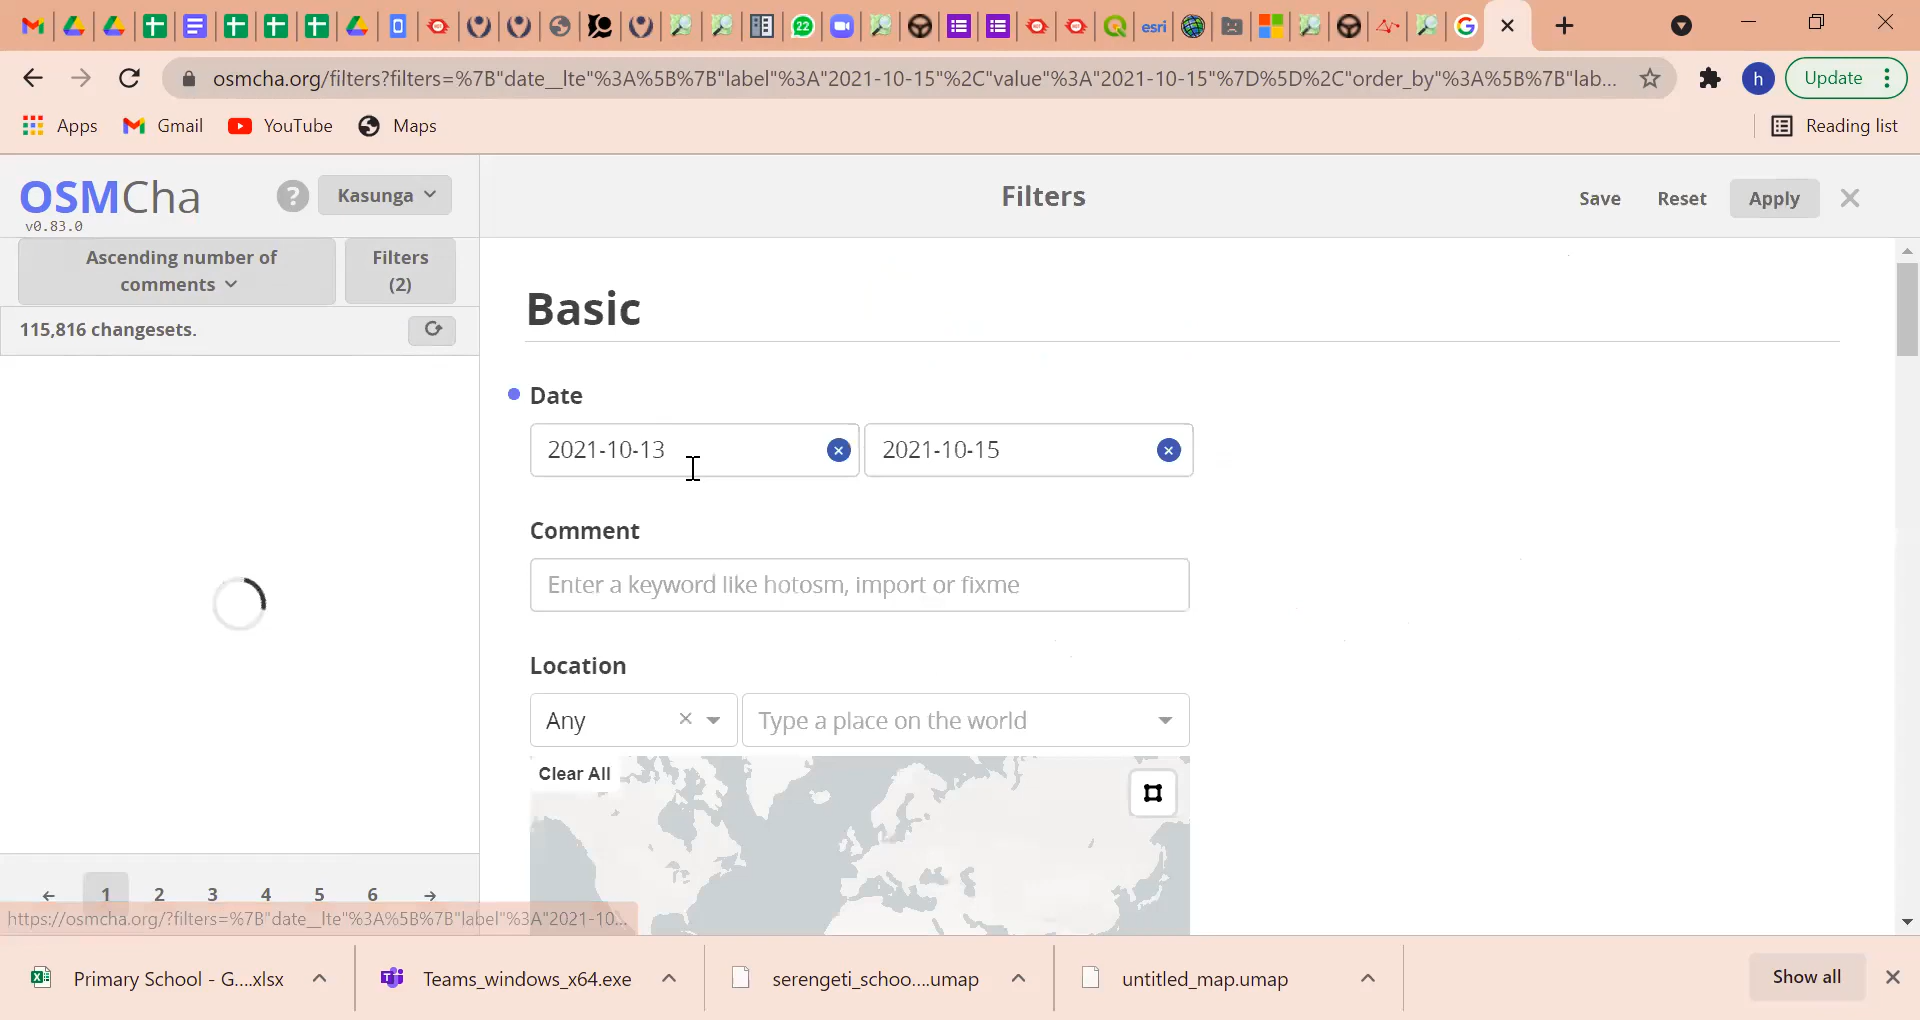 22
esri
osmcha.org/filters?filters=%7B"date__lte"%3A%5B%7B"label"%3A"2021-10-15"%2C"value"%3A"2021-10-15"%7D%5D%2C"order_by"%3A%5B%7B"lab...
h
Update
Apps
Gmail
YouTube
Maps
Reading list
OSMCha
v0.83.0
?
Kasunga
Filters
Save
Reset
Apply
Ascending number of
comments
Filters
(2)
115,816 changesets.
Basic
Date
2021-10-13
2021-10-15
Comment
Enter a keyword like hotosm, import or fixme
Location
Any
Type a place on the world
Clear All
1 2 3 4 5 6
https://osmcha.org/?filters=%7B"date__lte"%3A%5B%7B"label"%3A"2021-10...
Primary School - G....xlsx
Teams_windows_x64.exe
serengeti_schoo....umap
untitled_map.umap
Show all